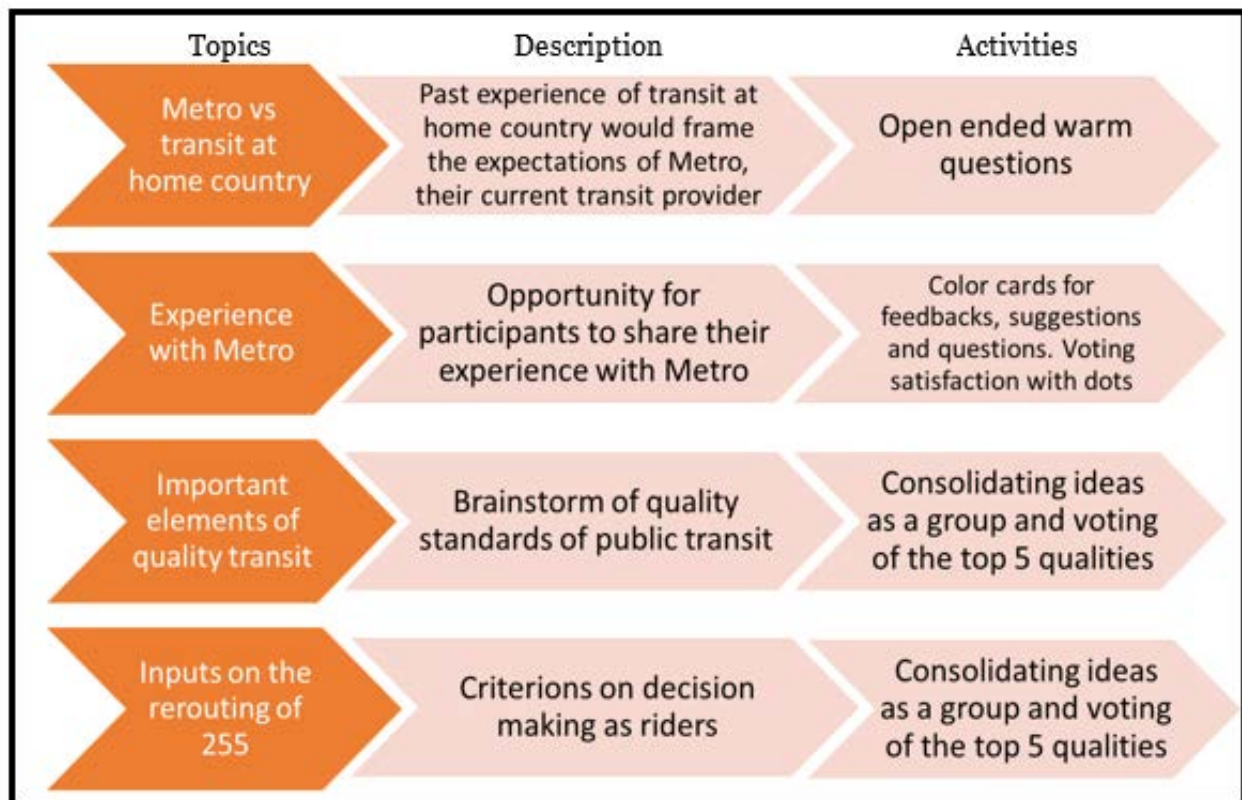 Topics
Description
Activities
Metro vs
transit at
home country
Past experience of transit at
home country would frame
the expectations of Metro,
their current transit provider
Open ended warm
questions
Experience
with Metro
Opportunity for
participants to share their
experience with Metro
Color cards for
feedbacks, suggestions
and questions. Voting
satisfaction with dots
Important
elements of
quality transit
Brainstorm of quality
standards of public transit
Consolidating ideas
as a group and voting
of the top 5 qualities
Inputs on the
rerouting of
255
Criterions on decision
making as riders
Consolidating ideas
as a group and voting
of the top 5 qualities